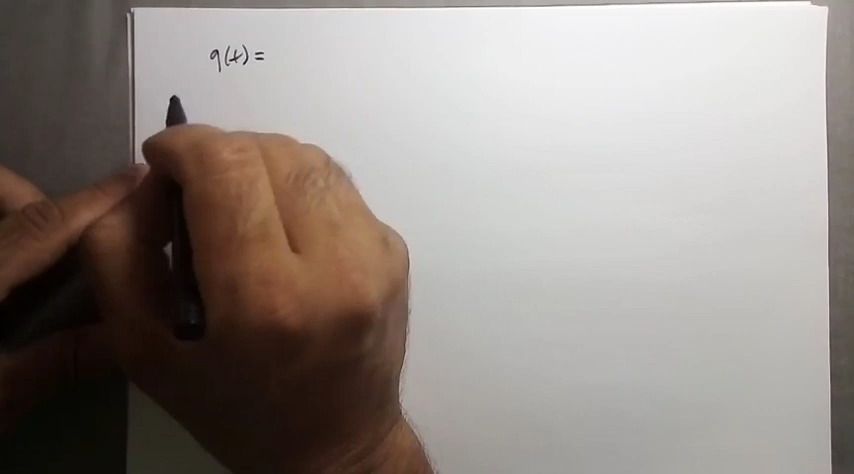 q(t) =